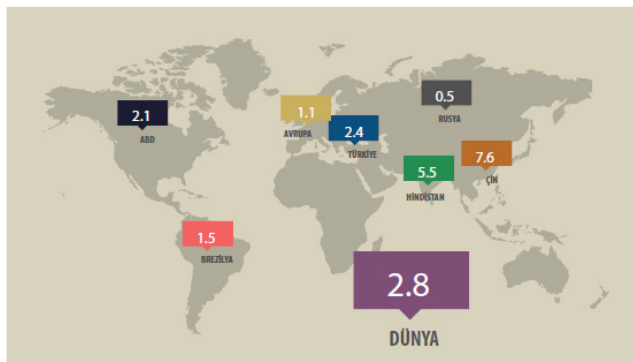 0.5
RUSYA
2.1
ABD
1.1
AVRUPA
2.4
TÜRKİYE
7.6
ÇİN
5.5
HİNDİSTAN
1.5
BREZİLYA
2.8
DÜNYA